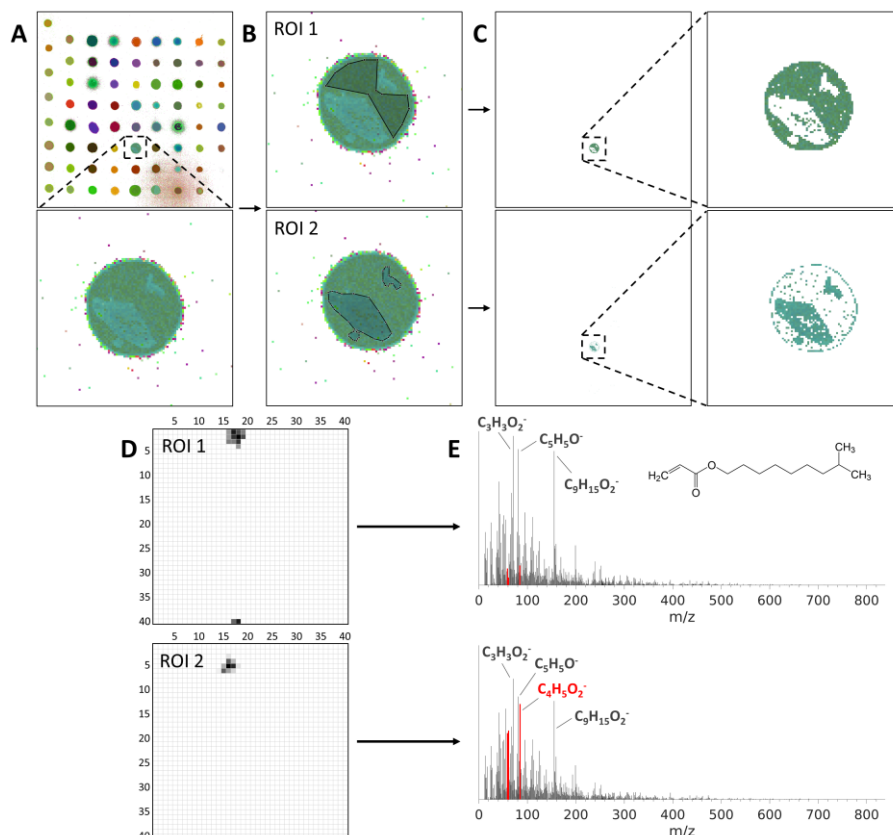 A
B
ROI 1
C
ROI 2
D
5 10 15 20 25 30 35 40
ROI 1
5
10
15
20
25
30
35
40
5 10 15 20 25 30 35 40
ROI 2
5
10
15
20
25
30
35
40
E
C₃H₃O₂⁻
C₅H₅O⁻
C₉H₁₅O₂⁻
H₂C
O
O
CH₃
CH₃
0 100 200 300 400 500 600 700 800
m/z
C₃H₃O₂⁻
C₅H₅O⁻
C₄H₅O₂⁻
C₉H₁₅O₂⁻
0 100 200 300 400 500 600 700 800
m/z